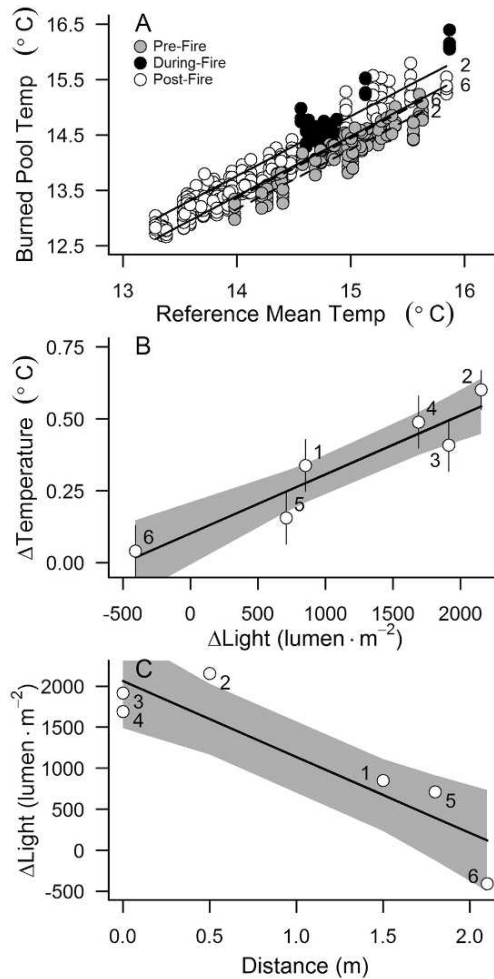 A
Pre-Fire
During-Fire
Post-Fire
16.5
15.5
14.5
13.5
12.5
Burned Pool Temp (°C)
2
6
6
2
13 14 15 16
Reference Mean Temp (°C)
B
0.75
0.50
0.25
0.00
ΔTemperature (°C)
6
5
1
4
3
2
-500 0 500 1000 1500 2000
ΔLight (lumen · m⁻²)
C
2000
1500
1000
500
0
-500
ΔLight (lumen · m⁻²)
3
4
2
1
5
6
0.0 0.5 1.0 1.5 2.0
Distance (m)